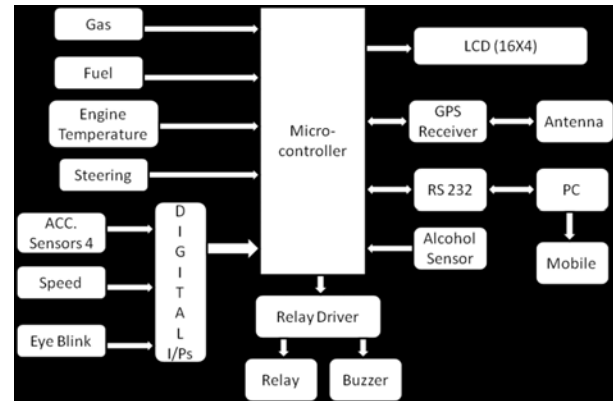 Gas
Fuel
Engine
Temperature
Steering
ACC.
Sensors 4
Speed
Eye Blink
D
I
G
I
T
A
L
I/Ps
Micro-
controller
LCD (16X4)
GPS
Receiver
Antenna
RS 232
PC
Alcohol
Sensor
Mobile
Relay Driver
Relay
Buzzer